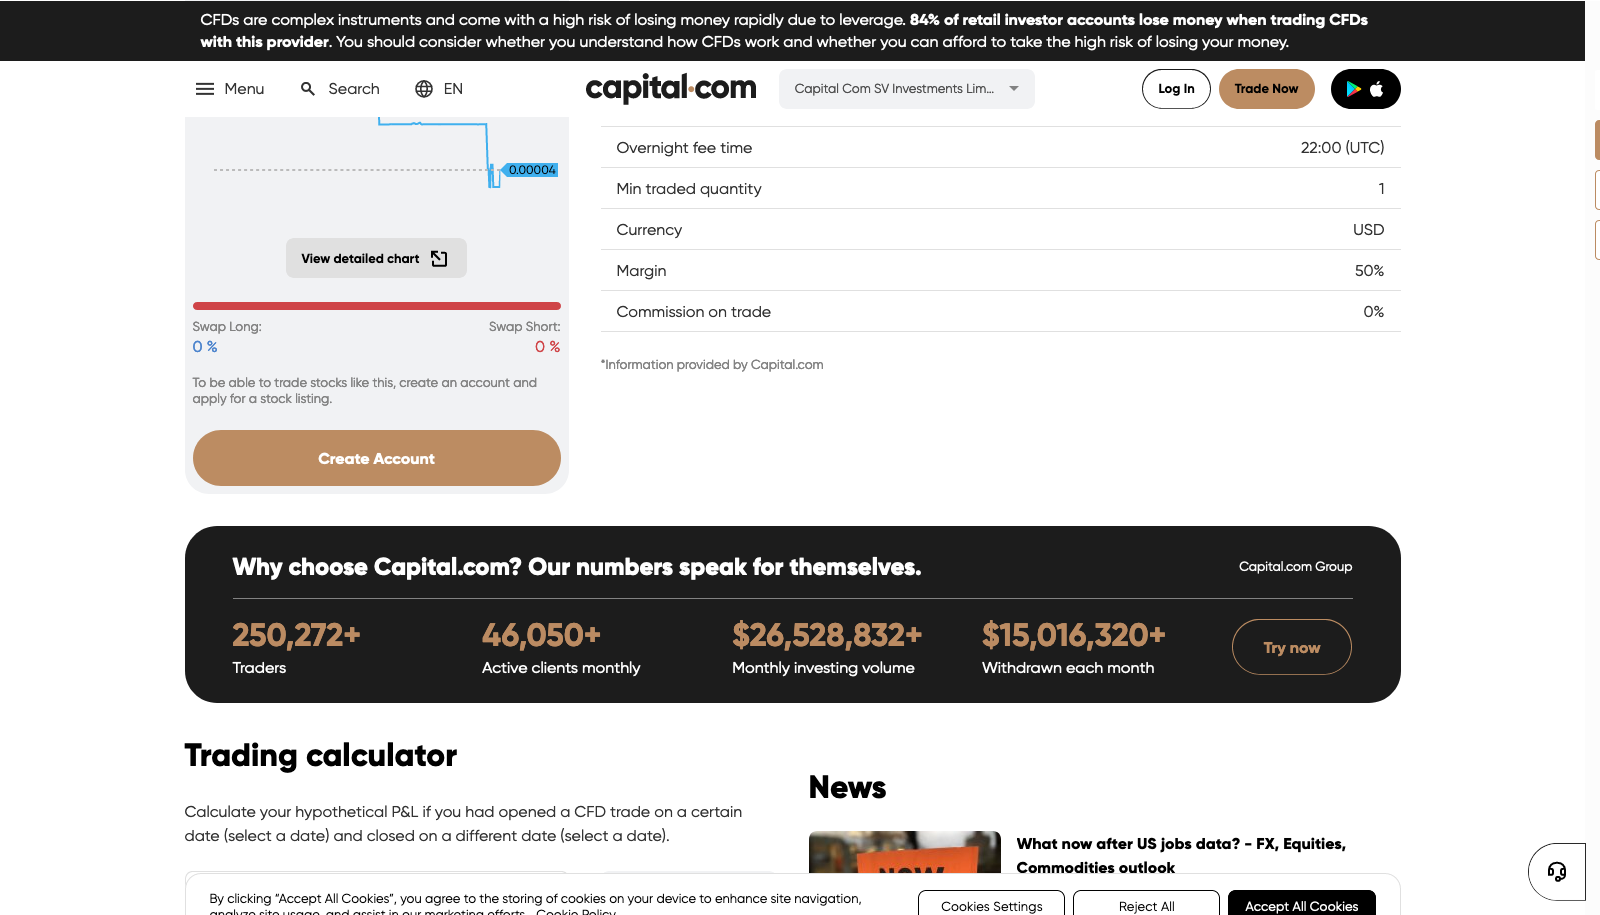 CFDs are complex instruments and come with a high risk of losing money rapidly due to leverage. 84% of retail investor accounts lose money when trading CFDs
with this provider. You should consider whether you understand how CFDs work and whether you can afford to take the high risk of losing your money.
Menu
Search
EN
capital.com
Capital Com SV Investments Lim...
Log In
Trade Now
0.00004
View detailed chart
Swap Long:
Swap Short:
0 %
0 %
To be able to trade stocks like this, create an account and
apply for a stock listing.
Create Account
Overnight fee time 22:00 (UTC)
Min traded quantity 1
Currency USD
Margin 50%
Commission on trade 0%
*Information provided by Capital.com
Why choose Capital.com? Our numbers speak for themselves.
Capital.com Group
250,272+
Traders
46,050+
Active clients monthly
$26,528,832+
Monthly investing volume
$15,016,320+
Withdrawn each month
Try now
Trading calculator
Calculate your hypothetical P&L if you had opened a CFD trade on a certain
date (select a date) and closed on a different date (select a date).
News
NOW
What now after US jobs data? - FX, Equities,
Commodities outlook
By clicking “Accept All Cookies”, you agree to the storing of cookies on your device to enhance site navigation,
analyze site usage, and assist in our marketing efforts. Cookie Policy
Cookies Settings
Reject All
Accept All Cookies